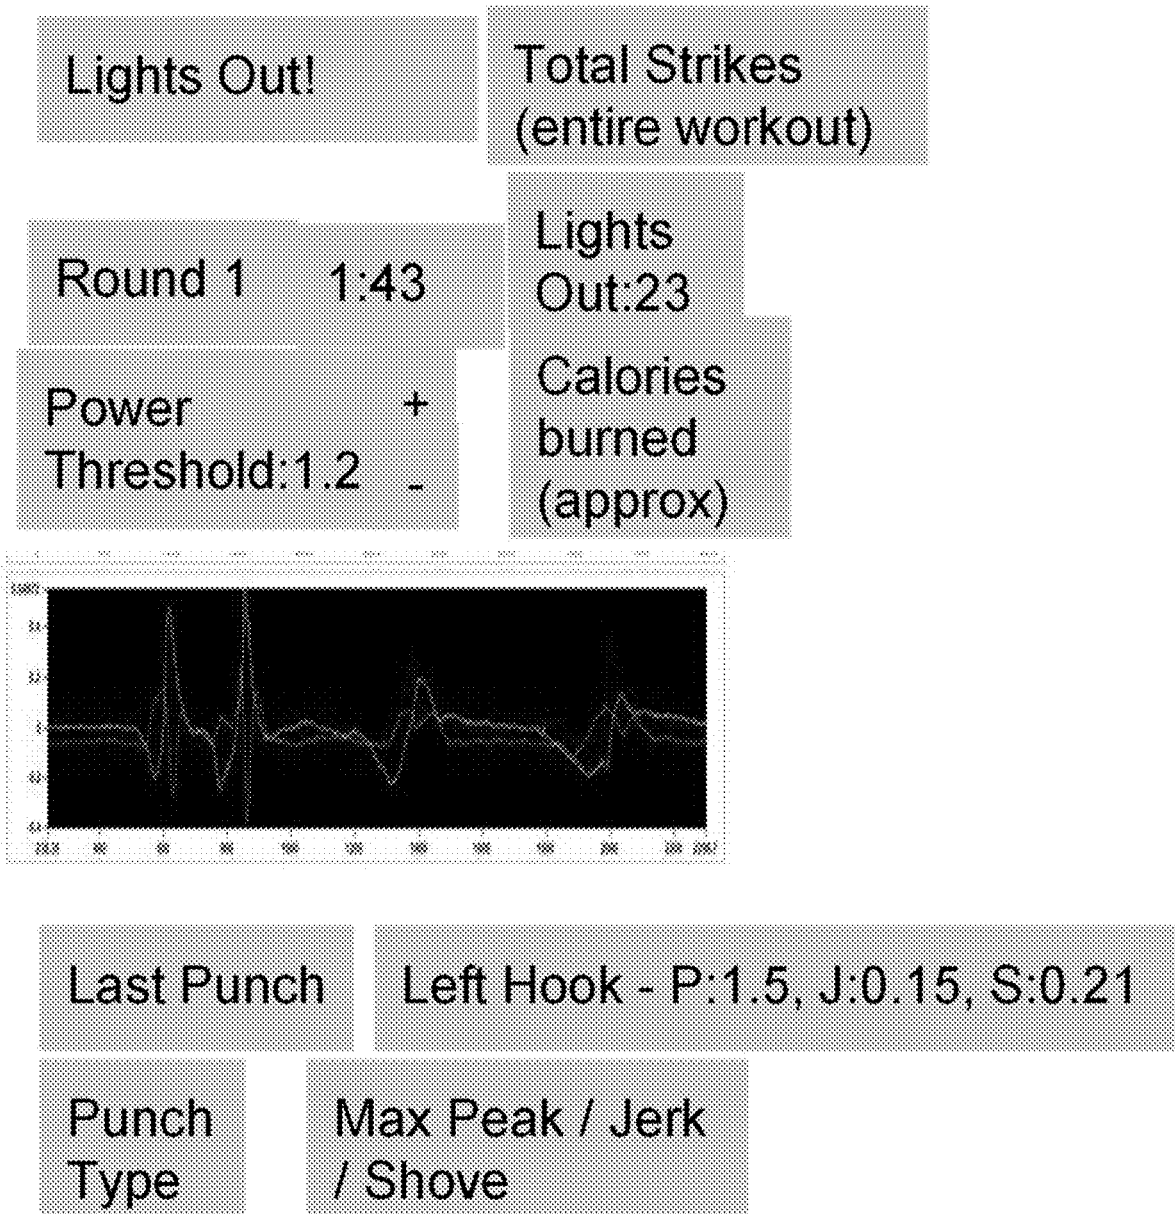 Lights Out!
Total Strikes
(entire workout)
Round 1
1:43
Lights
Out:23
Power
Threshold:1.2
+
-
Calories
burned
(approx)
Last Punch
Left Hook - P:1.5, J:0.15, S:0.21
Punch
Type
Max Peak / Jerk
/ Shove